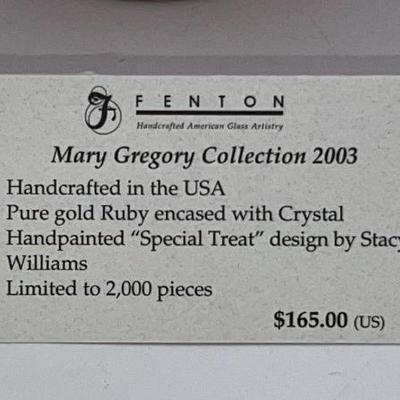 FENTON
Handcrafted American Glass Artistry
Mary Gregory Collection 2003
Handcrafted in the USA
Pure gold Ruby encased with Crystal
Handpainted “Special Treat” design by Stacy
Williams
Limited to 2,000 pieces
$165.00 (US)